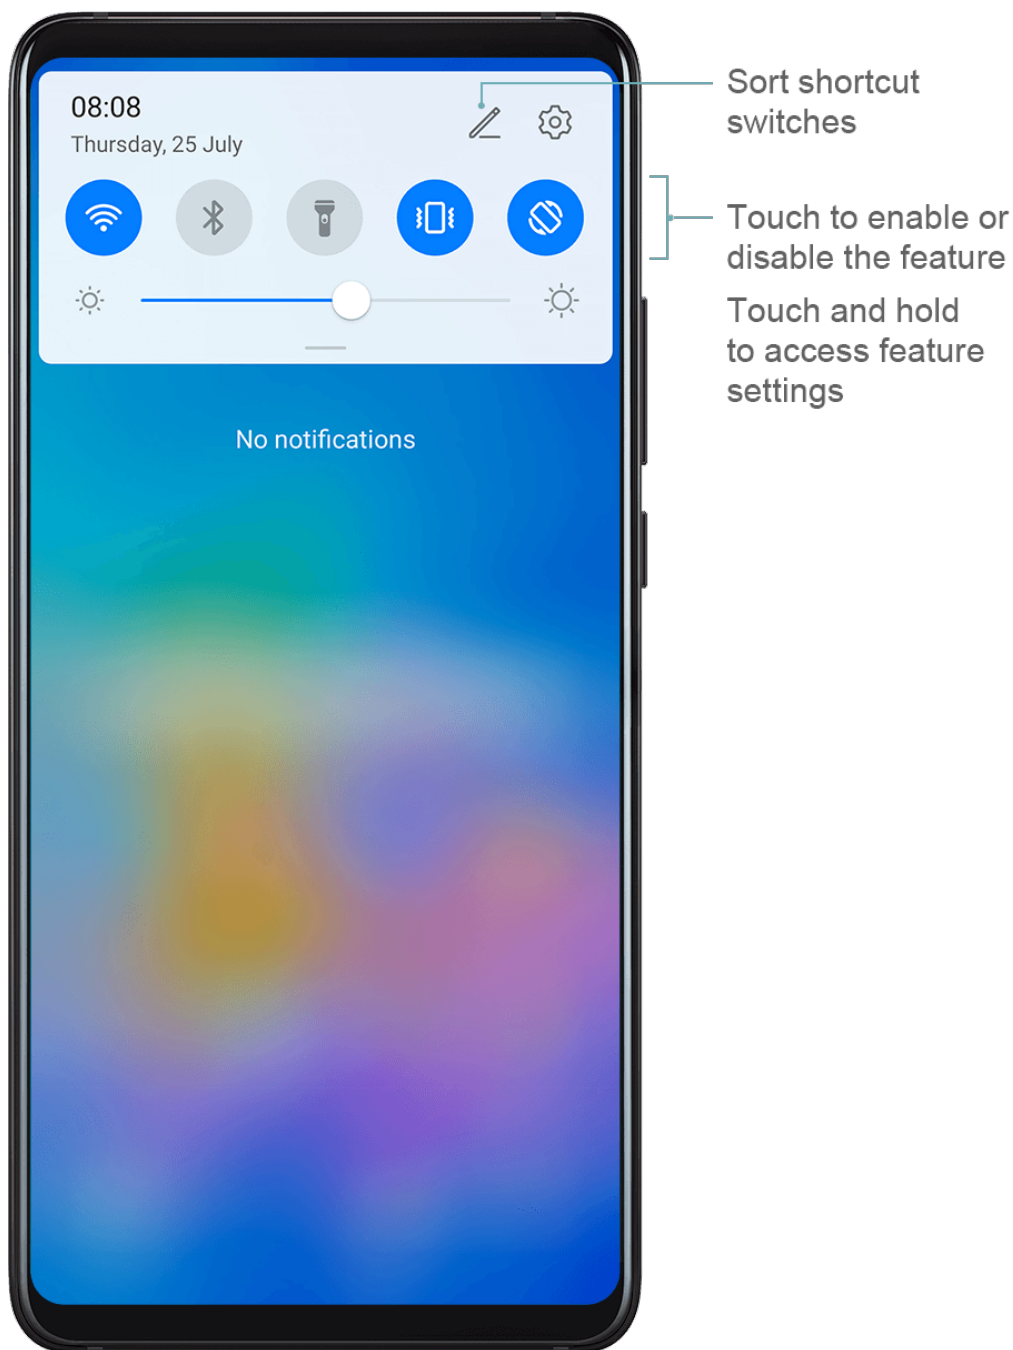 08:08
Thursday, 25 July
No notifications
Sort shortcut
switches
Touch to enable or
disable the feature
Touch and hold
to access feature
settings